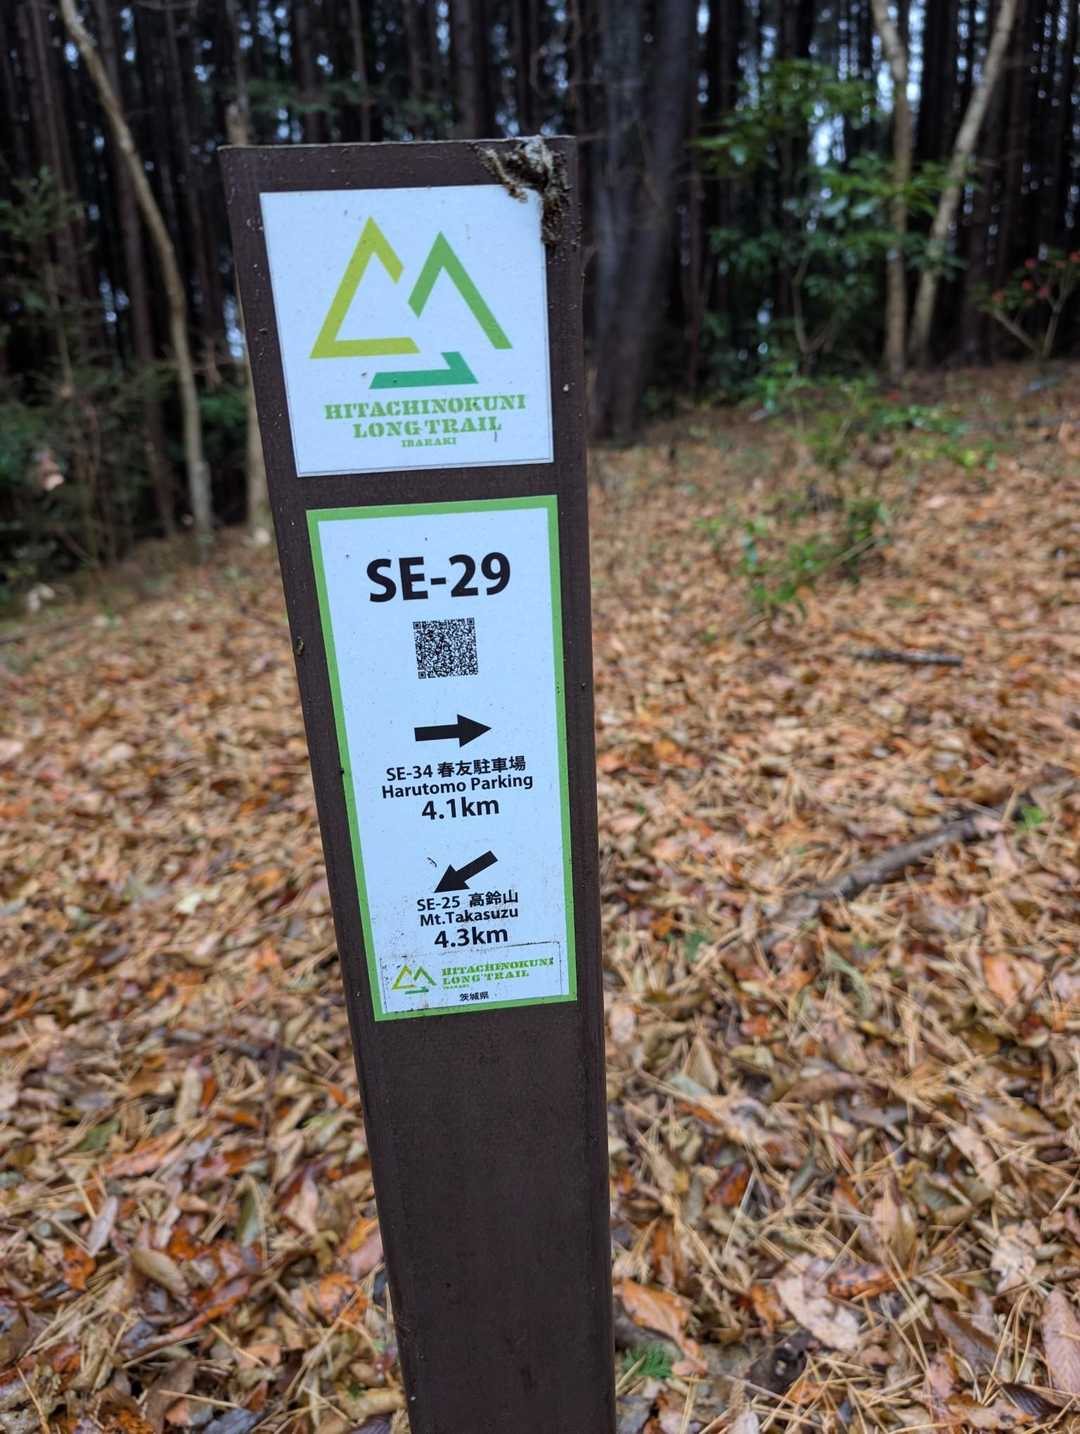 HITACHINOKUNI
LONG TRAIL
IBARAKI
SE-29
SE-34 春友駐車場
Harutomo Parking
4.1km
SE-25 高鈴山
Mt.Takasuzu
4.3km
HITACHINOKUNI
LONG TRAIL
IBARAKI
茨城県